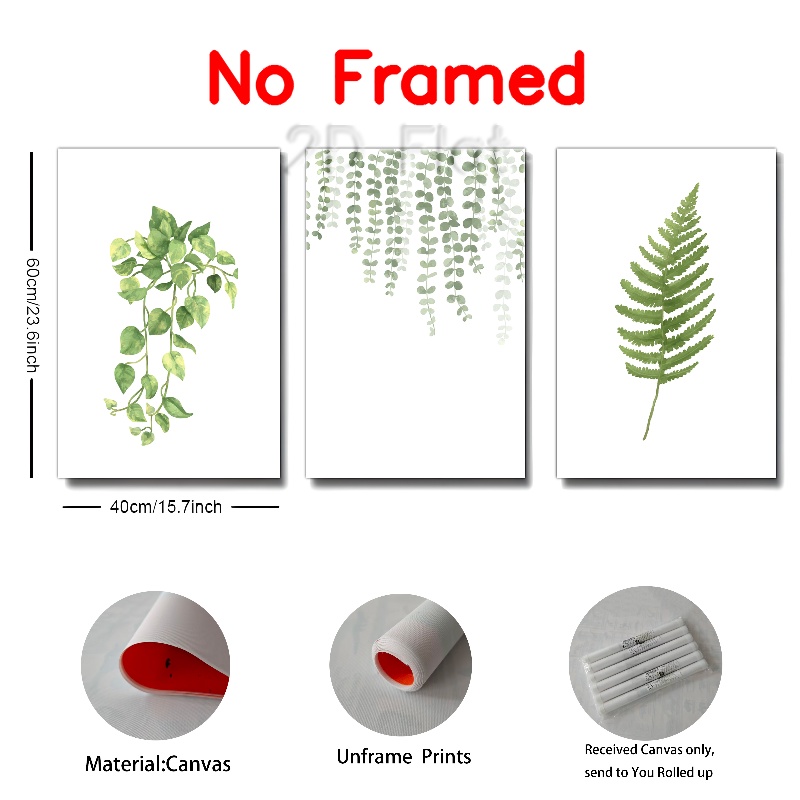 No Framed
2D Flat
60cm/23.6inch
40cm/15.7inch
Material:Canvas
Unframe Prints
Received Canvas only,
send to You Rolled up